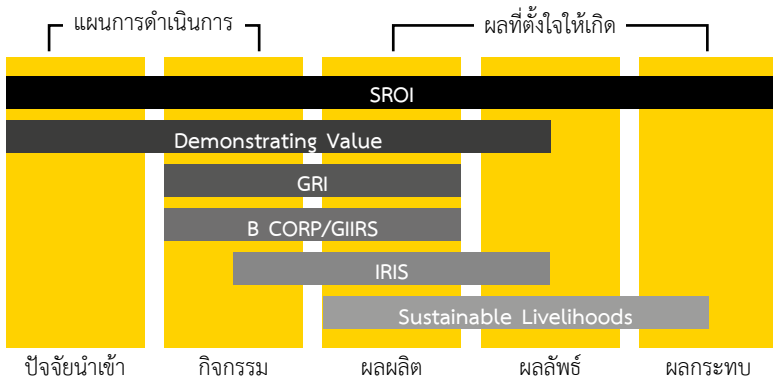 แผนการดำเนินการ
ผลที่ตั้งใจให้เกิด
SROI
Demonstrating Value
GRI
B CORP/GIIRS
IRIS
Sustainable Livelihoods
ปัจจัยนำเข้า
กิจกรรม
ผลผลิต
ผลลัพธ์
ผลกระทบ